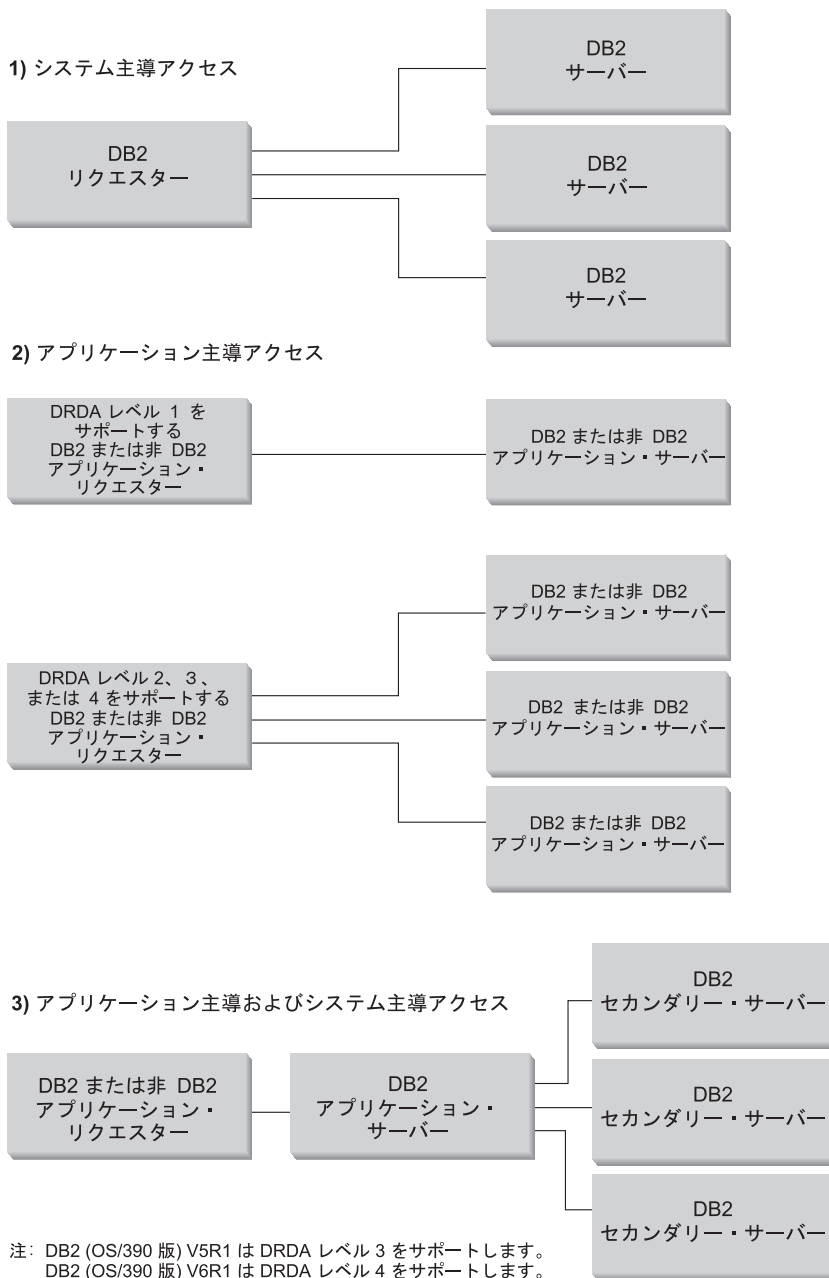 1) システム主導アクセス
DB2
リクエスター
DB2
サーバー
DB2
サーバー
DB2
サーバー
2) アプリケーション主導アクセス
DRDA レベル 1 を
サポートする
DB2 または非 DB2
アプリケーション・
リクエスター
DB2 または非 DB2
アプリケーション・サーバー
DRDA レベル 2、3、
または 4 をサポートする
DB2 または非 DB2
アプリケーション・
リクエスター
DB2 または非 DB2
アプリケーション・サーバー
DB2 または非 DB2
アプリケーション・サーバー
DB2 または非 DB2
アプリケーション・サーバー
3) アプリケーション主導およびシステム主導アクセス
DB2 または非 DB2
アプリケーション・
リクエスター
DB2
アプリケーション・
サーバー
DB2
セカンダリー・サーバー
DB2
セカンダリー・サーバー
DB2
セカンダリー・サーバー
注: DB2 (OS/390 版) V5R1 は DRDA レベル 3 をサポートします。
DB2 (OS/390 版) V6R1 は DRDA レベル 4 をサポートします。